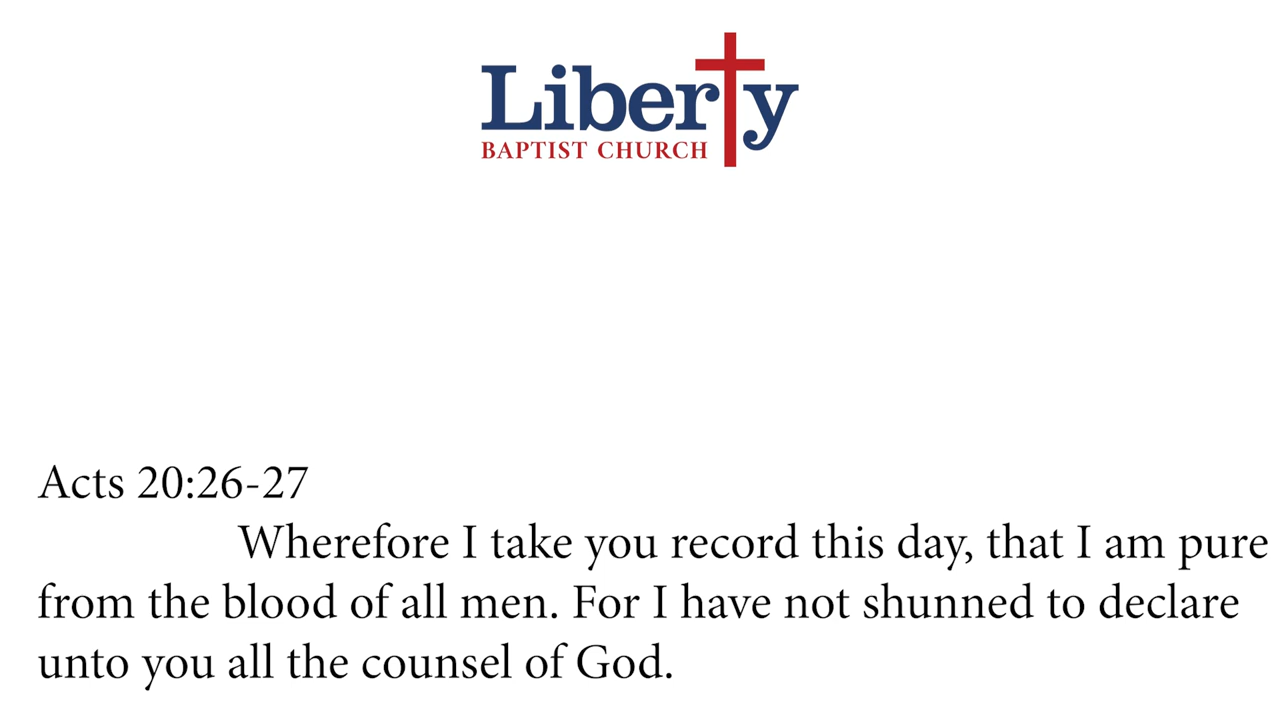 Liberty
BAPTIST CHURCH
Acts 20:26-27
Wherefore I take you record this day, that I am pure
from the blood of all men. For I have not shunned to declare
unto you all the counsel of God.